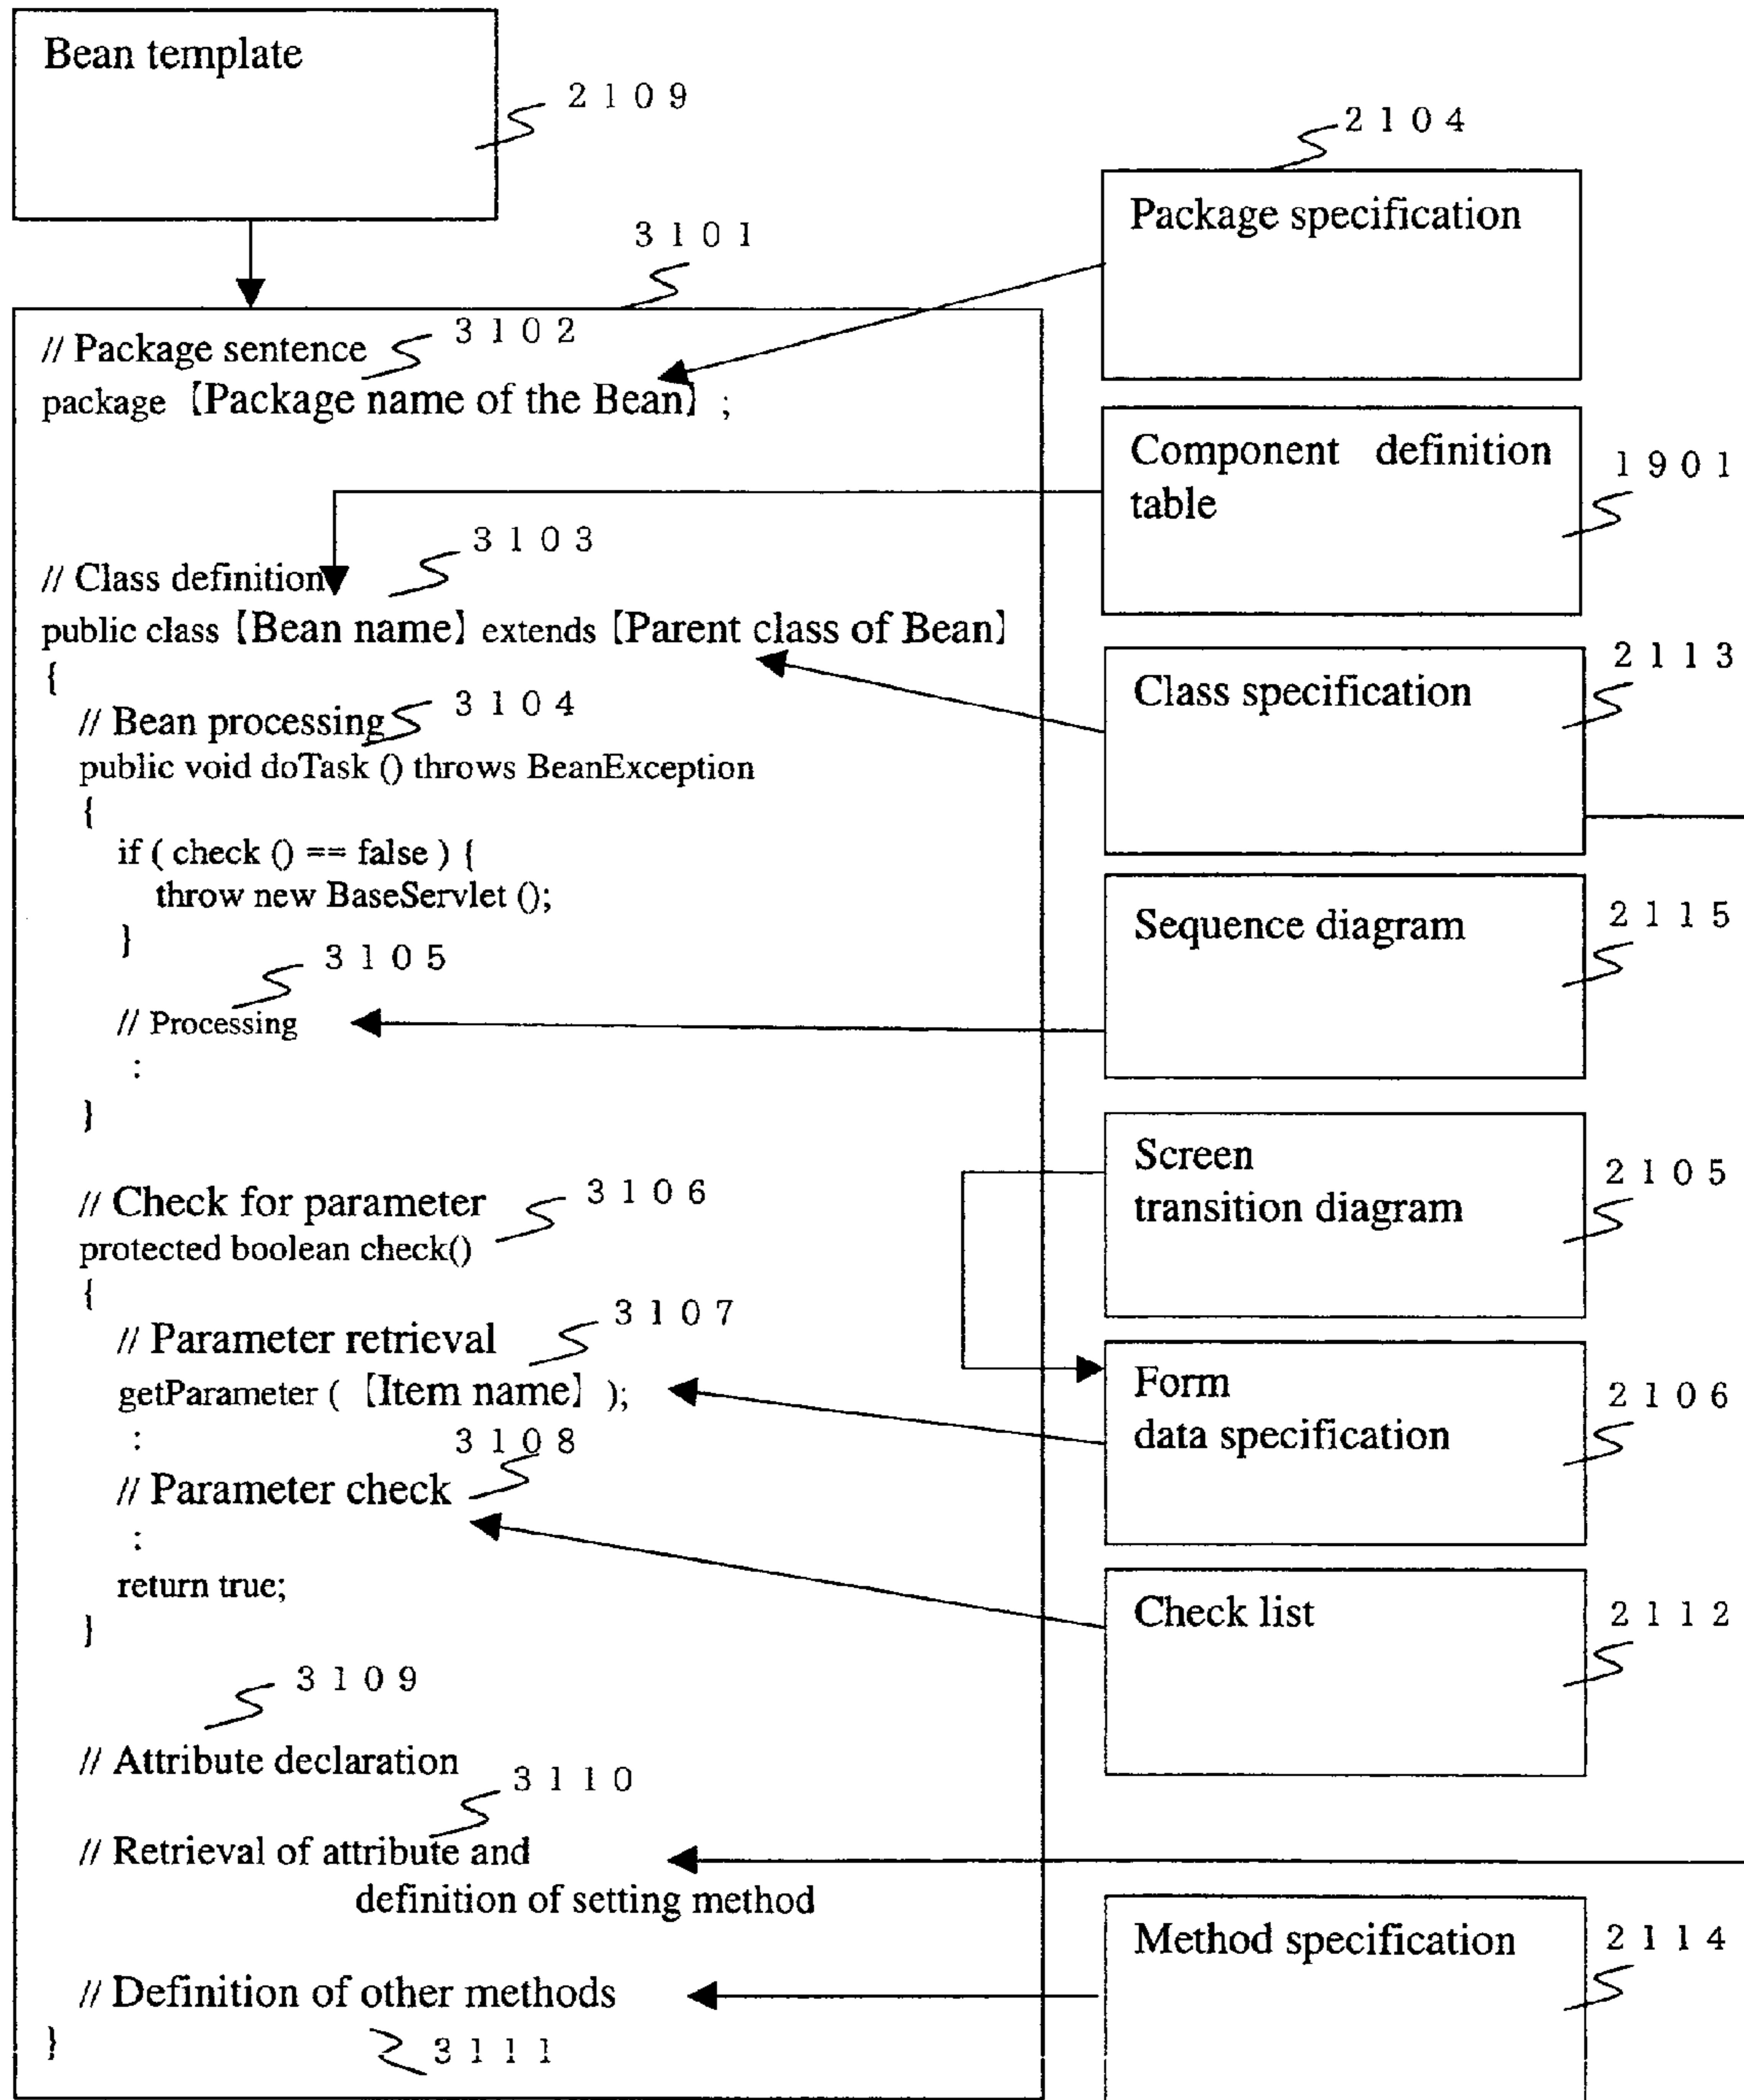 Bean template
2109
3101
// Package sentence
3102
package 【Package name of the Bean】 ;
3103
// Class definition
public class 【Bean name】 extends 【Parent class of Bean】
{
// Bean processing
3104
public void doTask () throws BeanException
{
if ( check () == false ) {
throw new BaseServlet ();
}
3105
// Processing
:
}
// Check for parameter
3106
protected boolean check()
{
// Parameter retrieval
3107
getParameter ( 【Item name】 );
:
3108
// Parameter check
:
return true;
}
3109
// Attribute declaration
3110
// Retrieval of attribute and
definition of setting method
// Definition of other methods
}
3111
2104
Package specification
Component definition
table
1901
Class specification
2113
Sequence diagram
2115
Screen
transition diagram
2105
Form
data specification
2106
Check list
2112
Method specification
2114